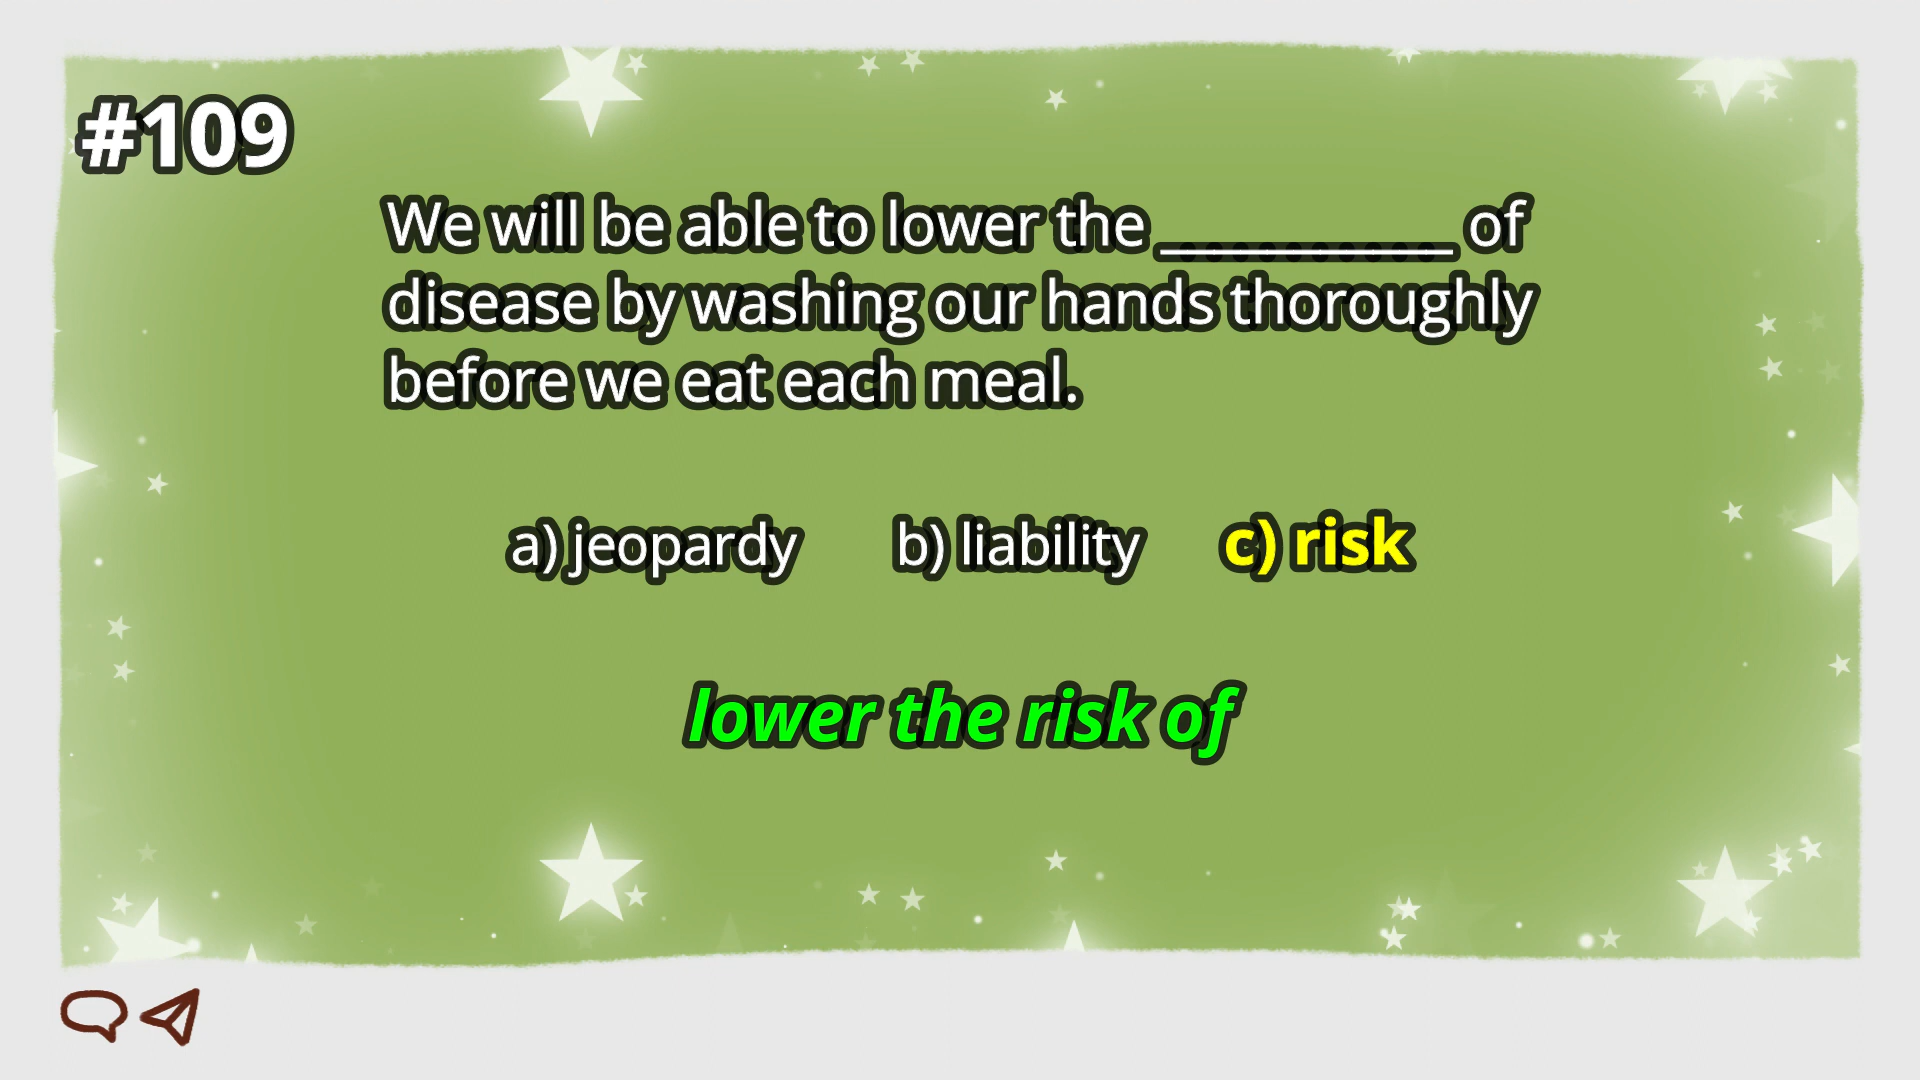 #109
We will be able to lower the ___________ of
disease by washing our hands thoroughly
before we eat each meal.
a) jeopardy b) liability c) risk
lower the risk of